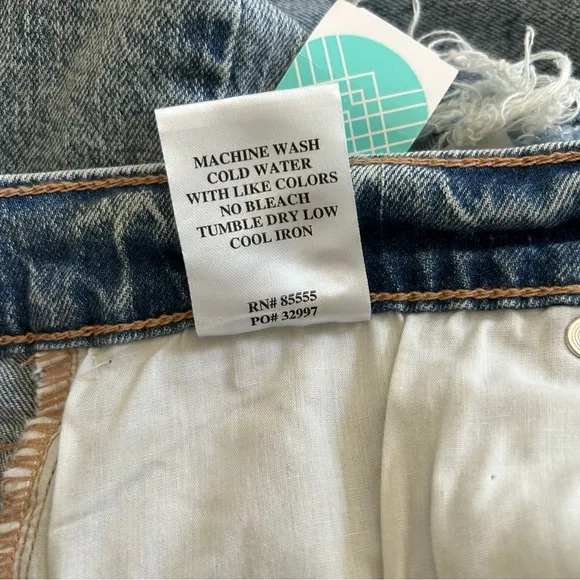 MACHINE WASH
COLD WATER
WITH LIKE COLORS
NO BLEACH
TUMBLE DRY LOW
COOL IRON
RN# 85555
PO# 32997